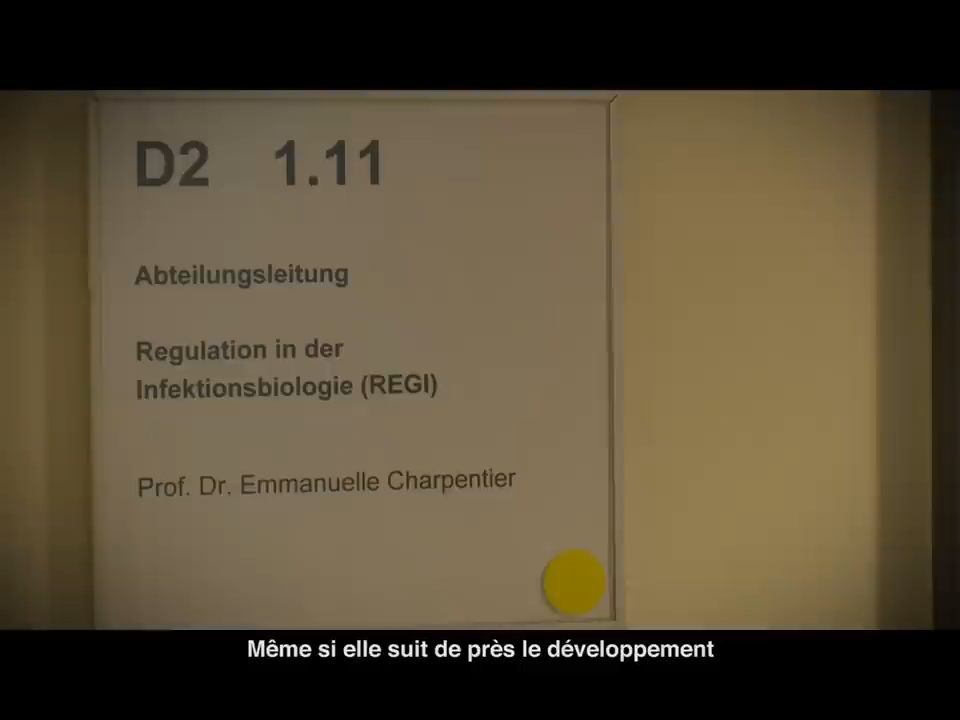 D2 1.11
Abteilungsleitung
Regulation in der
Infektionsbiologie (REGI)
Prof. Dr. Emmanuelle Charpentier
Même si elle suit de près le développement